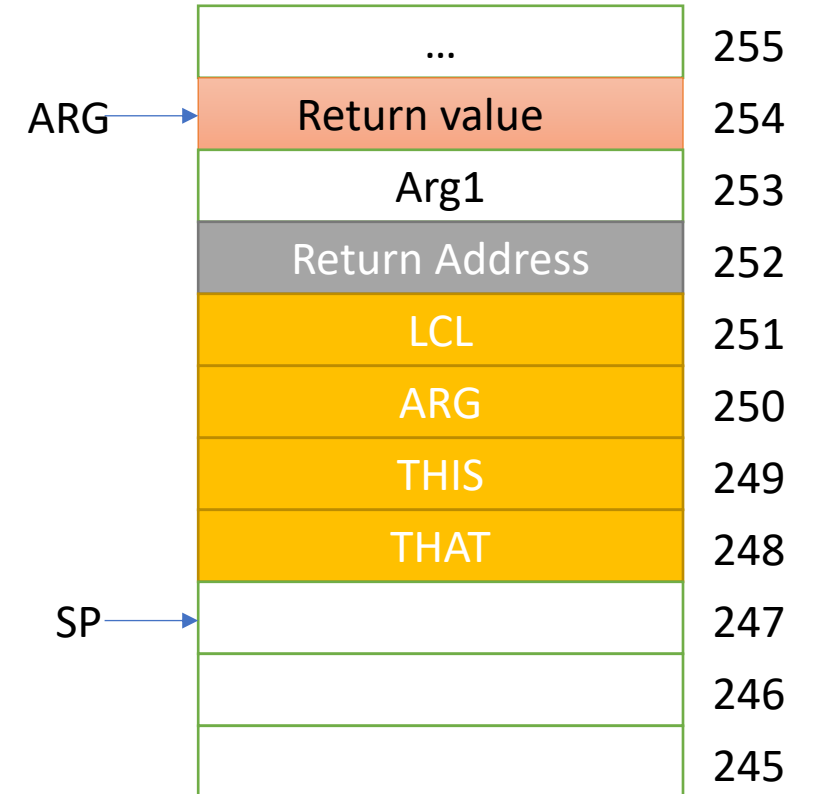 ... 255
ARG Return value 254
Arg1 253
Return Address 252
LCL 251
ARG 250
THIS 249
THAT 248
SP 247
246
245